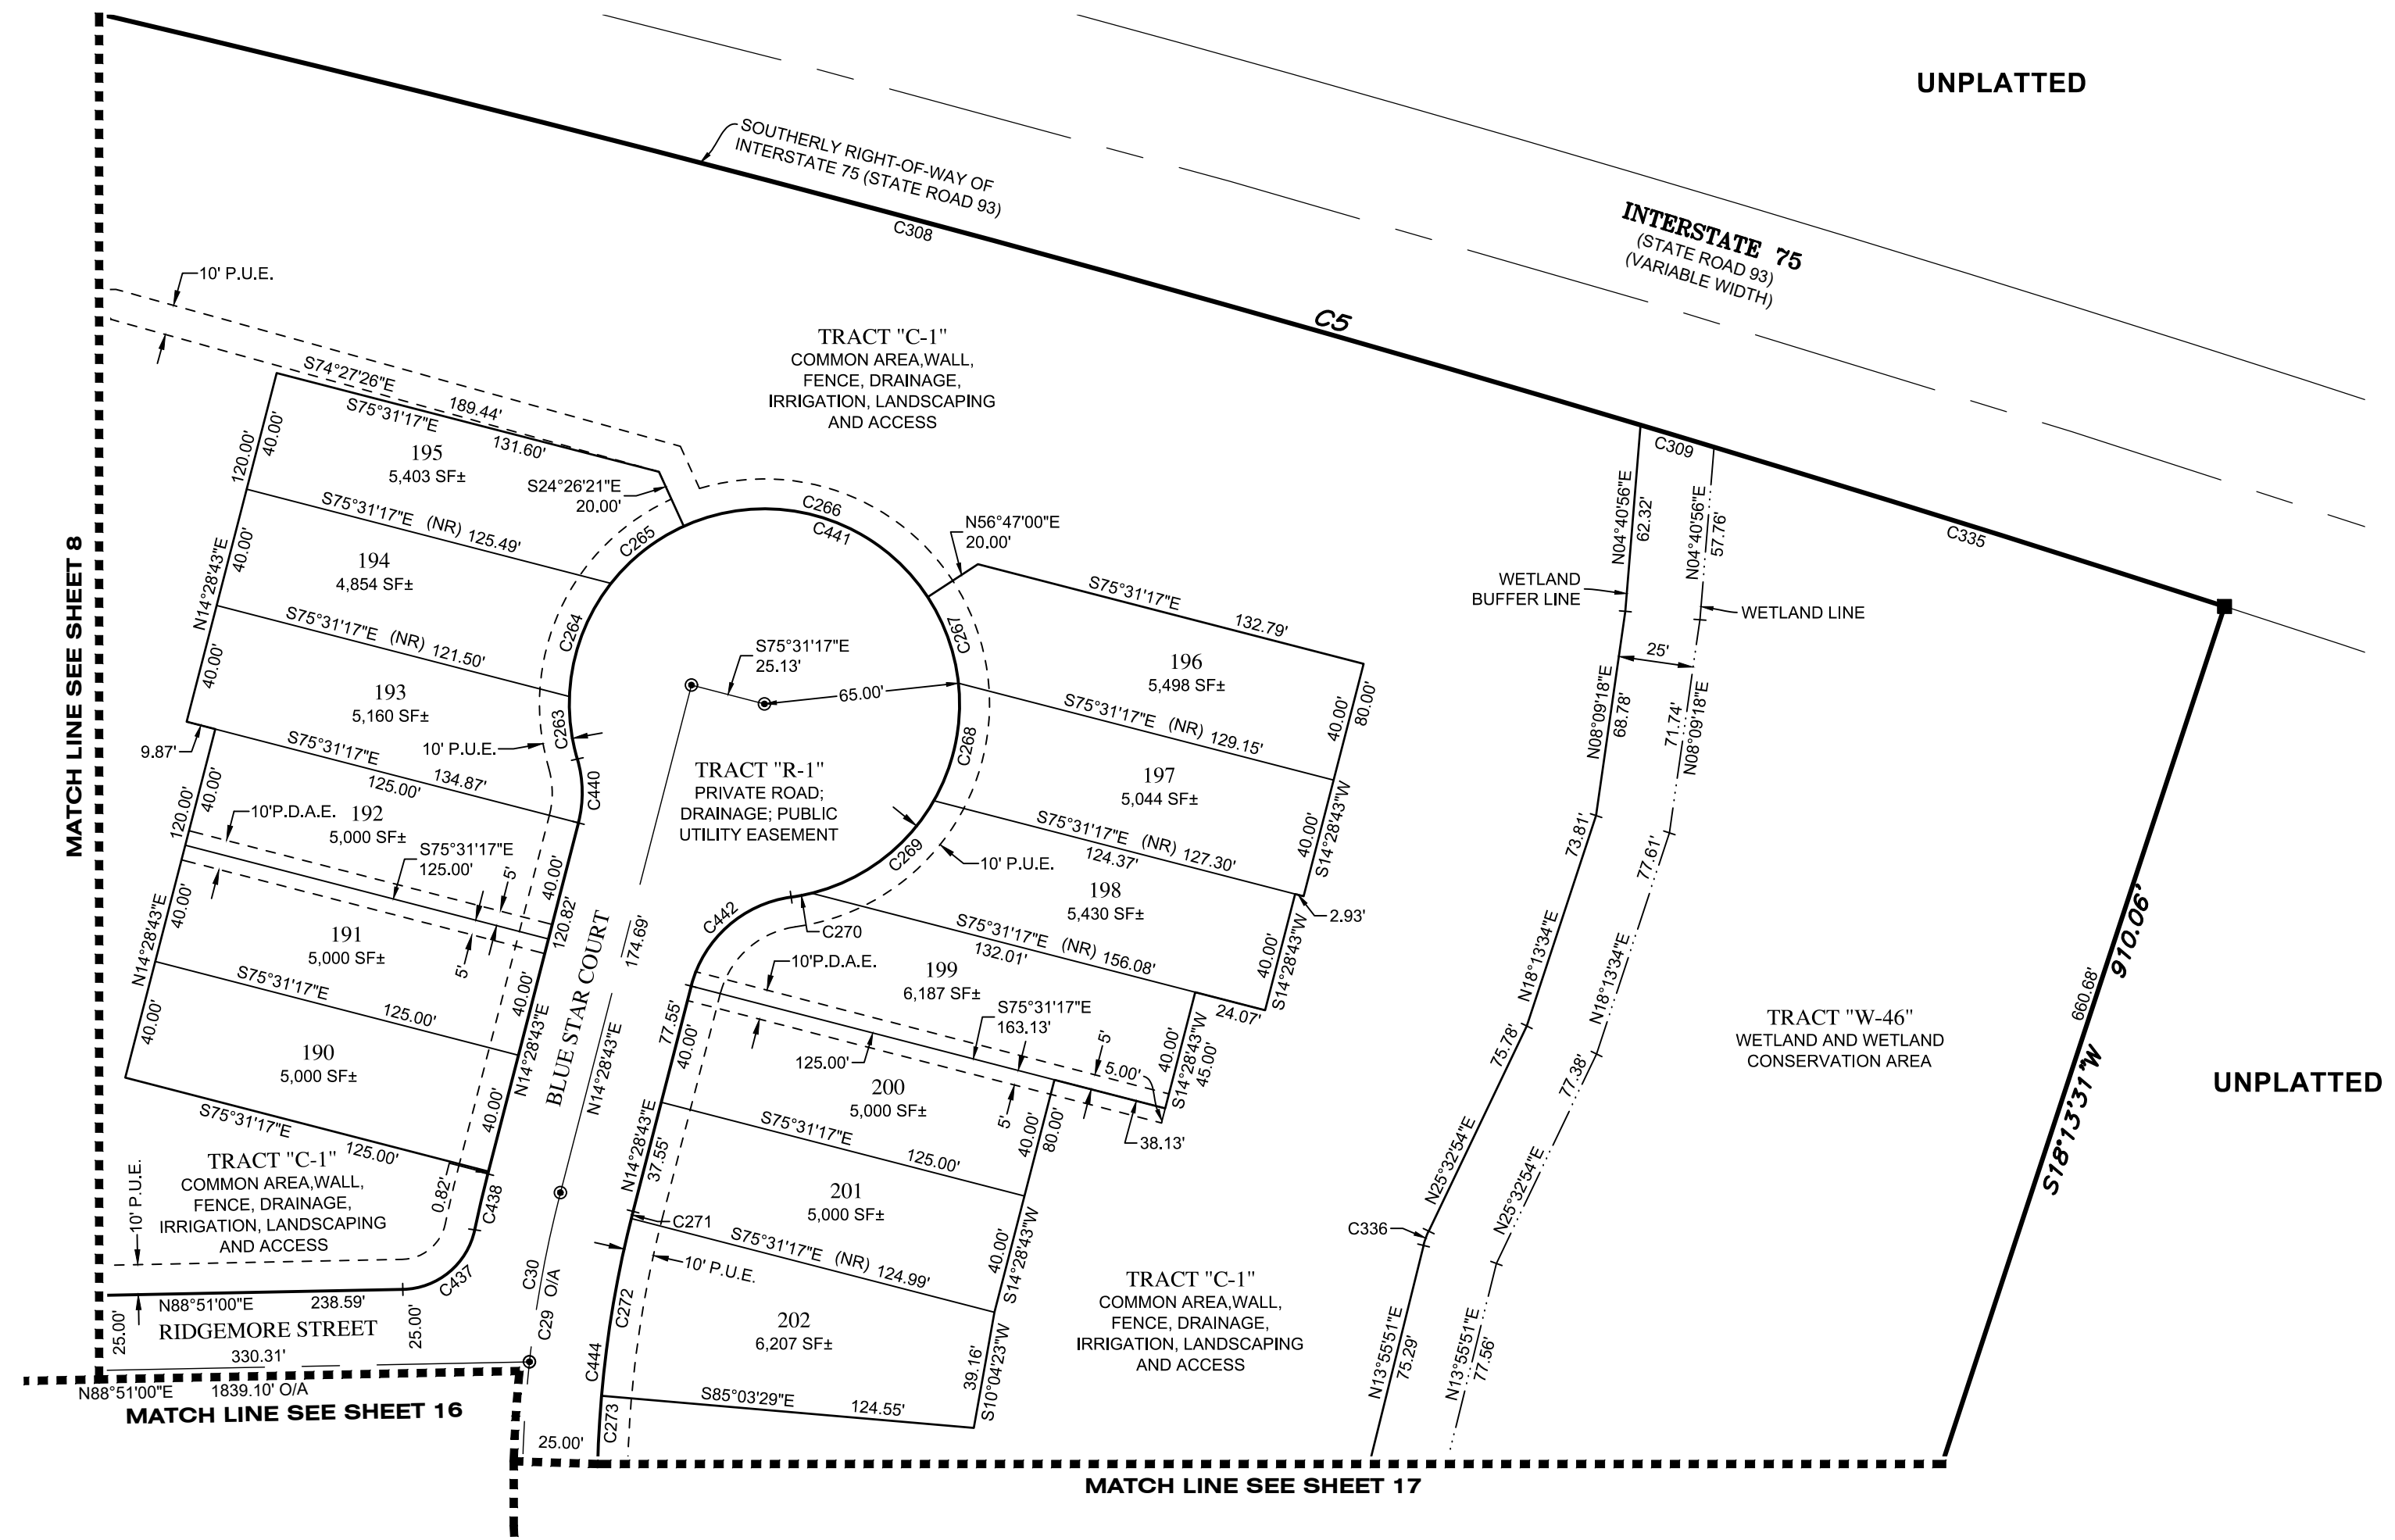 UNPLATTED
SOUTHERLY RIGHT-OF-WAY OF
INTERSTATE 75 (STATE ROAD 93)
C308
INTERSTATE 75
(STATE ROAD 93)
(VARIABLE WIDTH)
C5
C309
C335
10' P.U.E.
TRACT "C-1"
COMMON AREA,WALL,
FENCE, DRAINAGE,
IRRIGATION, LANDSCAPING
AND ACCESS
MATCH LINE SEE SHEET 8
S74°27'26"E
189.44'
S75°31'17"E
131.60'
120.00'
40.00'
195
5,403 SF±
S24°26'21"E
20.00'
S75°31'17"E (NR) 125.49'
C265
C266
C441
N56°47'00"E
20.00'
N14°28'43"E
40.00'
194
4,854 SF±
C264
S75°31'17"E (NR) 121.50'
40.00'
193
5,160 SF±
C263
9.87'
S75°31'17"E
134.87'
125.00'
10' P.U.E.
C440
S75°31'17"E
25.13'
65.00'
C267
S75°31'17"E
132.79'
196
5,498 SF±
40.00'
80.00'
S75°31'17"E (NR) 129.15'
C268
197
5,044 SF±
40.00'
S14°28'43"W
S75°31'17"E (NR) 127.30'
124.37'
C269
10' P.U.E.
198
5,430 SF±
2.93'
40.00'
S14°28'43"W
S75°31'17"E (NR) 156.08'
132.01'
24.07'
TRACT "R-1"
PRIVATE ROAD;
DRAINAGE; PUBLIC
UTILITY EASEMENT
120.00'
40.00'
10'P.D.A.E.
192
5,000 SF±
S75°31'17"E
125.00'
5'
5'
40.00'
120.82'
N14°28'43"E
40.00'
191
5,000 SF±
40.00'
S75°31'17"E
125.00'
40.00'
190
5,000 SF±
N14°28'43"E
40.00'
S75°31'17"E
125.00'
BLUE STAR COURT
174.69'
N14°28'43"E
C442
C270
10'P.D.A.E.
199
6,187 SF±
S75°31'17"E
163.13'
5'
5.00'
5'
40.00'
S14°28'43"W
45.00'
38.13'
77.55'
40.00'
125.00'
200
5,000 SF±
40.00'
80.00'
S75°31'17"E
125.00'
N14°28'43"E
37.55'
201
5,000 SF±
40.00'
S14°28'43"W
C271
S75°31'17"E (NR) 124.99'
10' P.U.E.
202
6,207 SF±
C272
C444
C273
39.16'
S10°04'23"W
S85°03'29"E
124.55'
25.00'
TRACT "C-1"
COMMON AREA,WALL,
FENCE, DRAINAGE,
IRRIGATION, LANDSCAPING
AND ACCESS
10' P.U.E.
0.82'
C438
C437
C30
C29 O/A
N88°51'00"E
238.59'
25.00'
25.00'
RIDGEMORE STREET
330.31'
N88°51'00"E
1839.10' O/A
MATCH LINE SEE SHEET 16
TRACT "C-1"
COMMON AREA,WALL,
FENCE, DRAINAGE,
IRRIGATION, LANDSCAPING
AND ACCESS
N04°40'56"E
62.32'
N04°40'56"E
57.76'
WETLAND
BUFFER LINE
WETLAND LINE
25'
N08°09'18"E
68.78'
71.74'
N08°09'18"E
73.81'
N18°13'34"E
77.61'
N18°13'34"E
75.78'
N25°32'54"E
77.38'
N25°32'54"E
C336
N13°55'51"E
75.29'
N13°55'51"E
77.56'
TRACT "W-46"
WETLAND AND WETLAND
CONSERVATION AREA
660.68'
910.06'
S18°13'31"W
UNPLATTED
MATCH LINE SEE SHEET 17